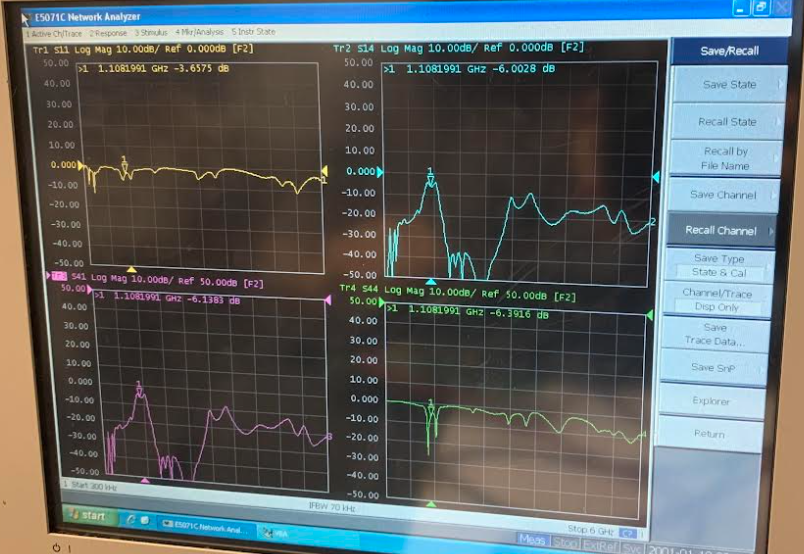 E5071C Network Analyzer
1 Active Ch/Trace 2 Response 3 Stimulus 4 Mkr/Analysis 5 Instr State
Tr1 S11 Log Mag 10.00dB/ Ref 0.000dB [F2]
50.00
>1 1.1081991 GHz -3.6575 dB
40.00
30.00
20.00
10.00
0.000
-10.00
-20.00
-30.00
-40.00
-50.00
1
1
Tr2 S14 Log Mag 10.00dB/ Ref 0.000dB [F2]
50.00
>1 1.1081991 GHz -6.0028 dB
40.00
30.00
20.00
10.00
0.000
-10.00
-20.00
-30.00
-40.00
-50.00
1
2
Tr3 S41 Log Mag 10.00dB/ Ref 50.00dB [F2]
50.00
>1 1.1081991 GHz -6.1383 dB
40.00
30.00
20.00
10.00
0.000
-10.00
-20.00
-30.00
-40.00
-50.00
1
3
Tr4 S44 Log Mag 10.00dB/ Ref 50.00dB [F2]
50.00
>1 1.1081991 GHz -6.3916 dB
40.00
30.00
20.00
10.00
0.000
-10.00
-20.00
-30.00
-40.00
-50.00
1
4
Save/Recall
Save State
Recall State
Recall by
File Name
Save Channel
Recall Channel
Save Type
State & Cal
Channel/Trace
Disp Only
Save
Trace Data...
Save SnP
Explorer
Return
1 Start 300 kHz
IFBW 70 kHz
Stop 6 GHz C?
Meas Stop ExtRef Svc
start
E5071C Network Anal...
VBA